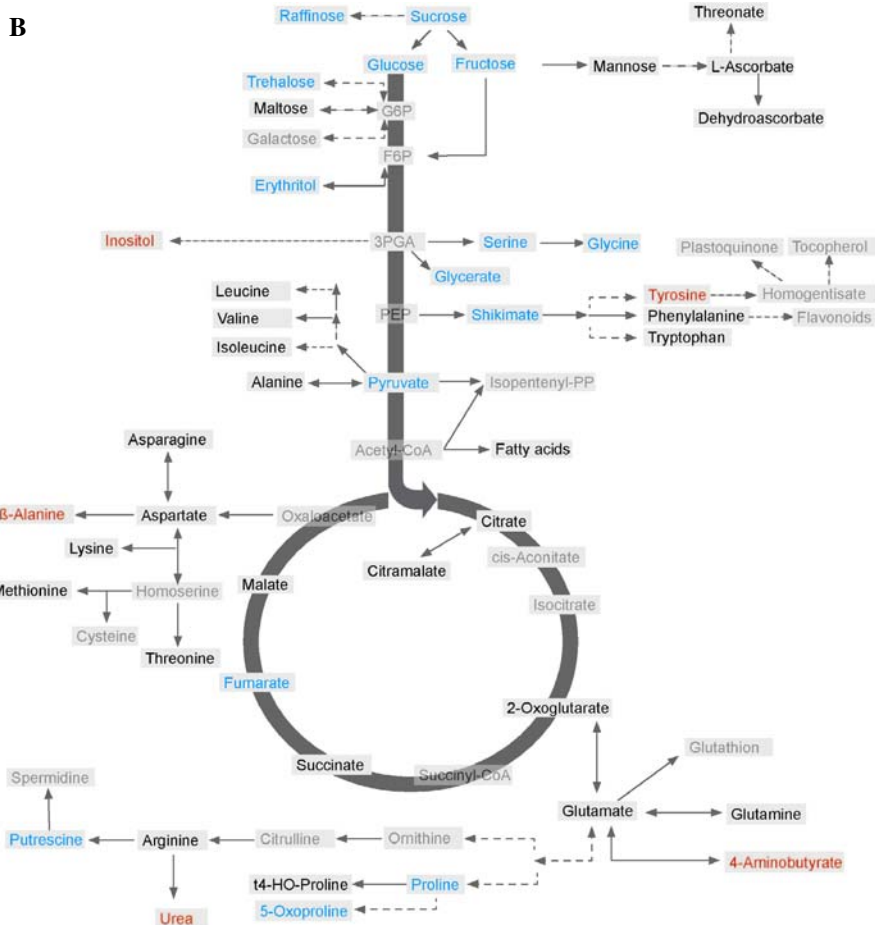 B
Raffinose
Sucrose
Threonate
Glucose
Fructose
Mannose
L-Ascorbate
Trehalose
Maltose
G6P
Dehydroascorbate
Galactose
F6P
Erythritol
Inositol
3PGA
Serine
Glycine
Plastoquinone
Tocopherol
Glycerate
Leucine
Tyrosine
Homogentisate
Valine
PEP
Shikimate
Phenylalanine
Flavonoids
Isoleucine
Tryptophan
Alanine
Pyruvate
Isopentenyl-PP
Asparagine
Acetyl-CoA
Fatty acids
ß-Alanine
Aspartate
Oxaloacetate
Citrate
Lysine
cis-Aconitate
Citramalate
Methionine
Homoserine
Malate
Isocitrate
Cysteine
Threonine
Fumarate
2-Oxoglutarate
Succinate
Succinyl-CoA
Glutathion
Spermidine
Glutamate
Glutamine
Putrescine
Arginine
Citrulline
Ornithine
4-Aminobutyrate
t4-HO-Proline
Proline
Urea
5-Oxoproline